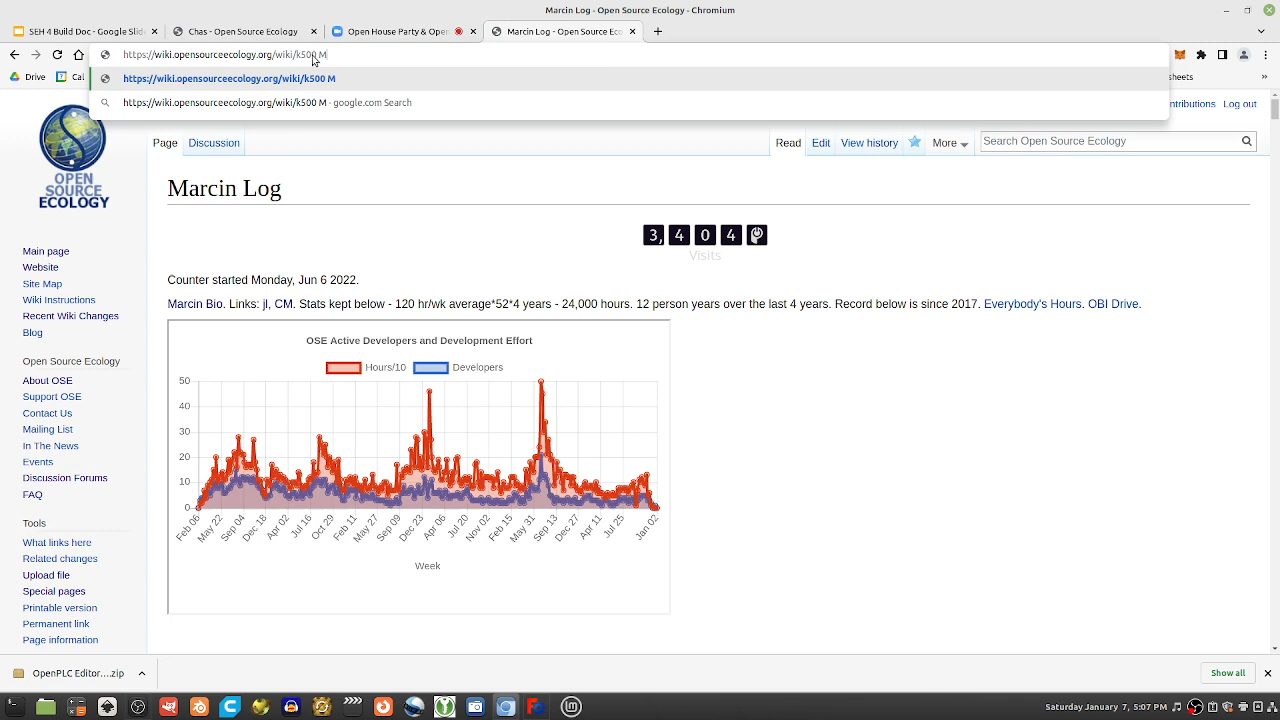 Marcin Log - Open Source Ecology - Chromium
SEH 4 Build Doc - Google Slid
Chas - Open Source Ecology
Open House Party & Open
Marcin Log - Open Source Eco
https://wiki.opensourceecology.org/wiki/k500 M
https://wiki.opensourceecology.org/wiki/k500 M
https://wiki.opensourceecology.org/wiki/k500 M - google.com Search
Drive
Cal
sheets
»
ntributions Log out
OPEN
SOURCE
ECOLOGY
Page Discussion
Read Edit View history More
Search Open Source Ecology
Marcin Log
3,404
Visits
Counter started Monday, Jun 6 2022.
Marcin Bio. Links: jl, CM. Stats kept below - 120 hr/wk average*52*4 years - 24,000 hours. 12 person years over the last 4 years. Record below is since 2017. Everybody's Hours. OBI Drive.
Main page
Website
Site Map
Wiki Instructions
Recent Wiki Changes
Blog
Open Source Ecology
About OSE
Support OSE
Contact Us
Mailing List
In The News
Events
Discussion Forums
FAQ
Tools
What links here
Related changes
Upload file
Special pages
Printable version
Permanent link
Page information
OSE Active Developers and Development Effort
Hours/10 Developers
50
40
30
20
10
0
Feb 06 May 22 Sep 04 Dec 18 Apr 02 Jul 16 Oct 29 Feb 11 May 27 Sep 09 Dec 23 Apr 06 Jul 20 Nov 02 Feb 15 May 31 Sep 13 Dec 27 Apr 11 Jul 25 Jan 02
Week
OpenPLC Editor....zip
Show all
Saturday January 7, 5:07 PM